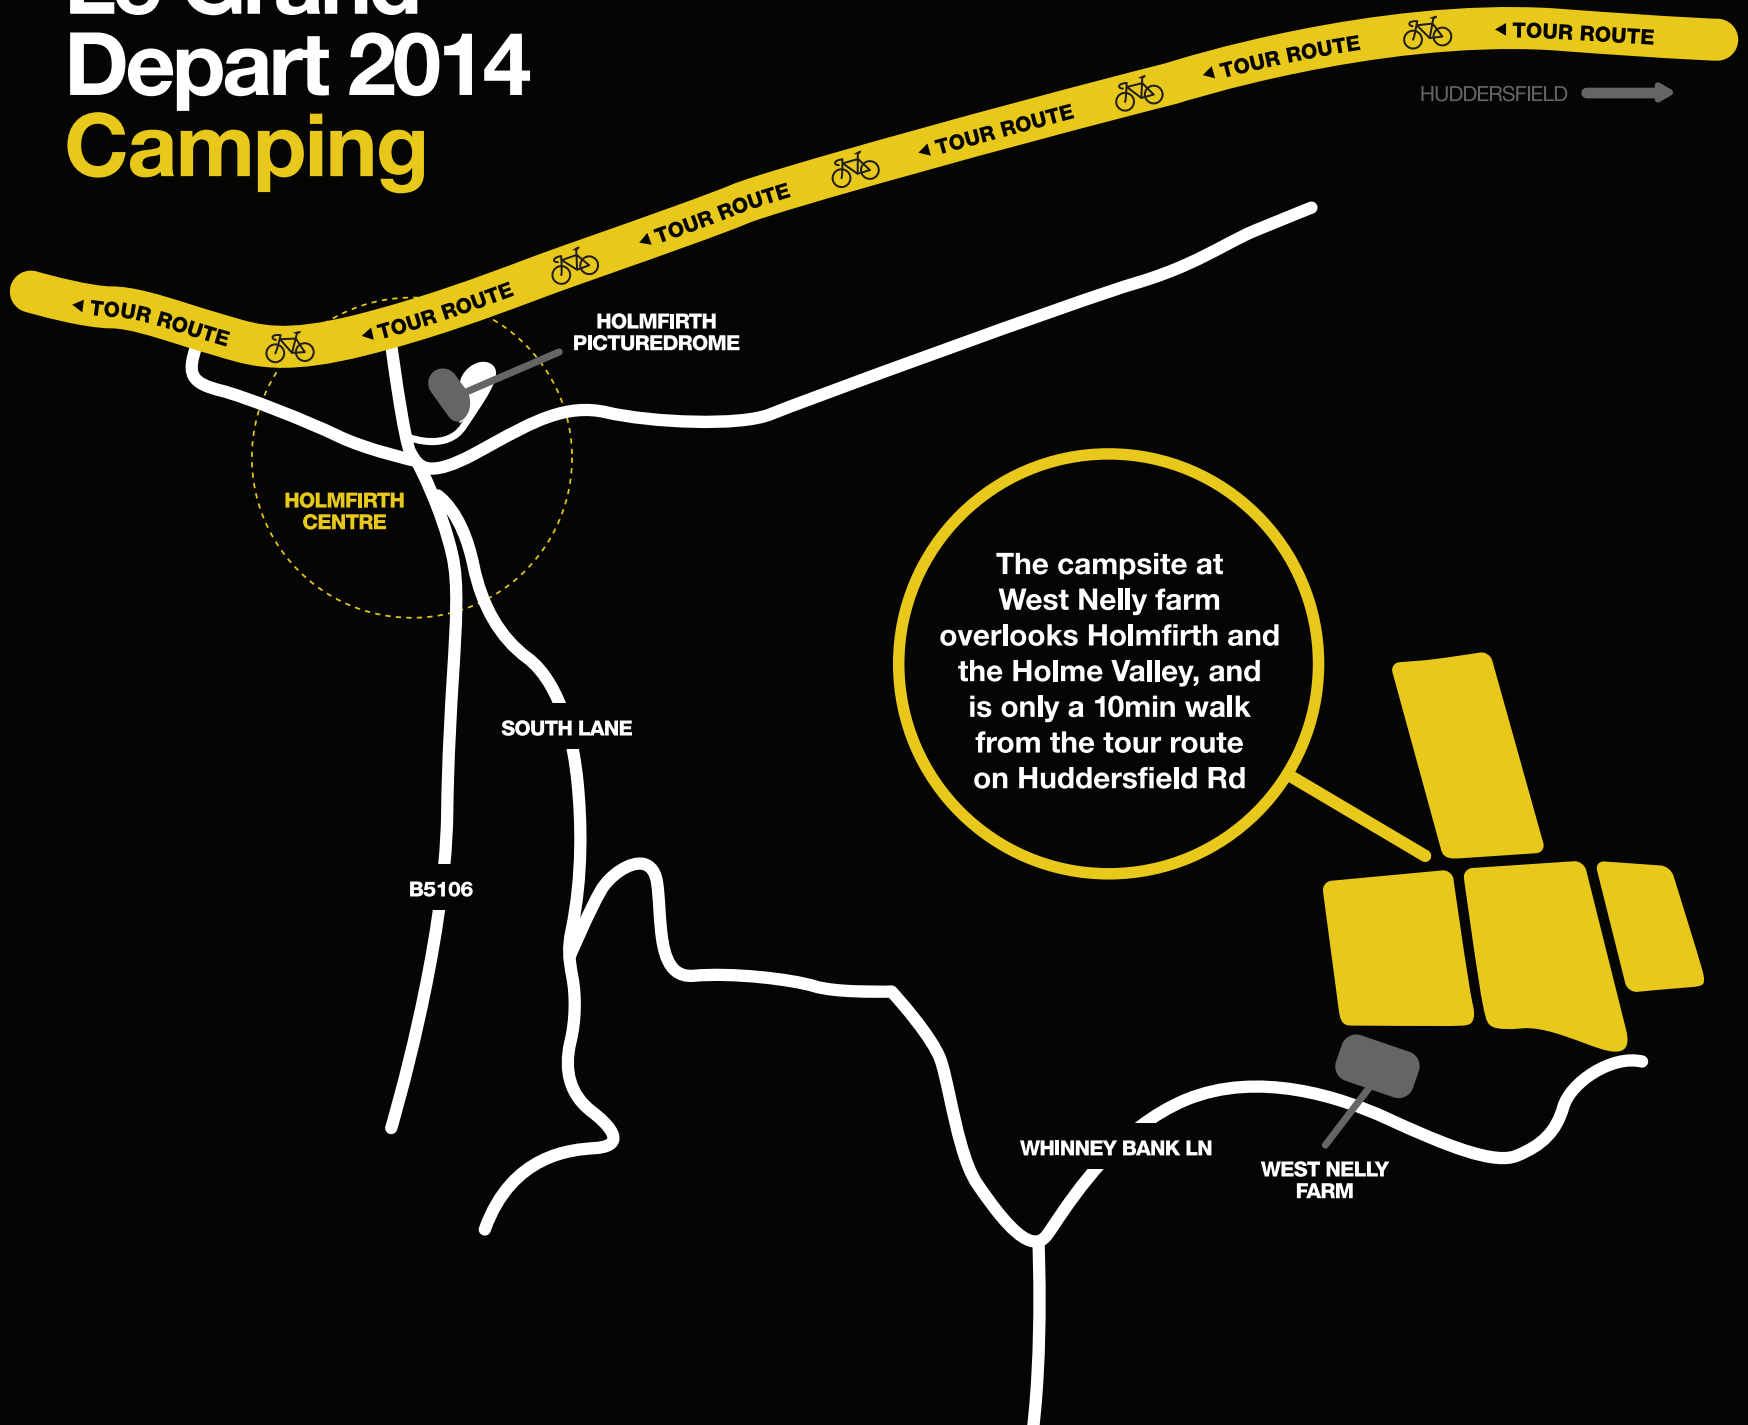 Le Grand
Depart 2014
Camping
TOUR ROUTE
TOUR ROUTE
HUDDERSFIELD
TOUR ROUTE
TOUR ROUTE
TOUR ROUTE
TOUR ROUTE
HOLMFIRTH
PICTUREDROME
HOLMFIRTH
CENTRE
The campsite at
West Nelly farm
overlooks Holmfirth and
the Holme Valley, and
is only a 10min walk
from the tour route
on Huddersfield Rd
SOUTH LANE
B5106
WHINNEY BANK LN
WEST NELLY
FARM